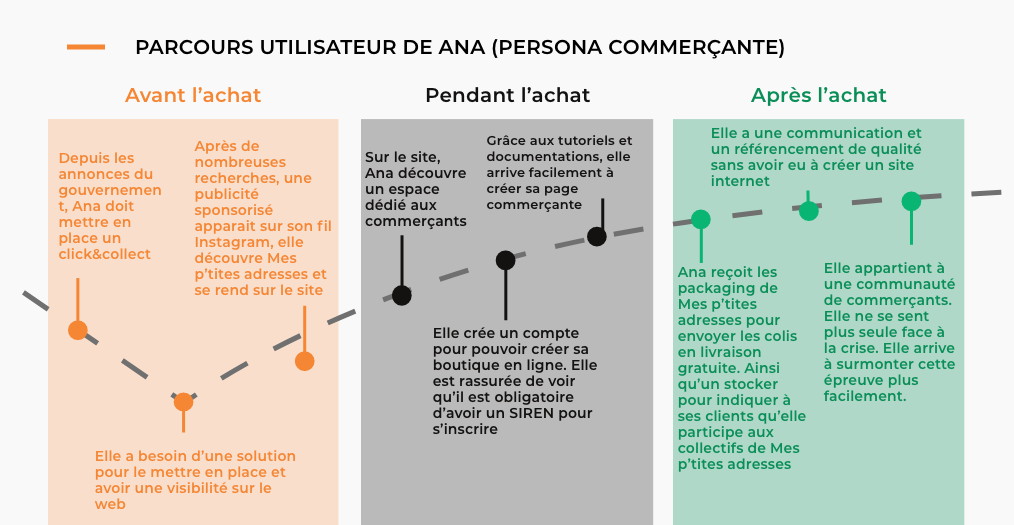 PARCOURS UTILISATEUR DE ANA (PERSONA COMMERÇANTE)
Avant l'achat
Depuis les
annonces du
gouvernemen
t, Ana doit
mettre en
place un
click&collect
Après de
nombreuses
recherches, une
publicité
sponsorisé
apparait sur son fil
Instagram, elle
découvre Mes
p'tites adresses et
se rend sur le site
Elle a besoin d'une solution
pour le mettre en place et
avoir une visibilité sur le
web
Pendant l'achat
Sur le site,
Ana découvre
un espace
dédié aux
commerçants
Grâce aux tutoriels et
documentations, elle
arrive facilement à
créer sa page
commerçante
Elle crée un compte
pour pouvoir créer sa
boutique en ligne. Elle
est rassurée de voir
qu'il est obligatoire
d'avoir un SIREN pour
s'inscrire
Après l'achat
Elle a une communication et
un référencement de qualité
sans avoir eu à créer un site
internet
Ana reçoit les
packaging de
Mes p'tites
adresses pour
envoyer les colis
en livraison
gratuite. Ainsi
qu'un stocker
pour indiquer à
ses clients qu'elle
participe aux
collectifs de Mes
p'tites adresses
Elle appartient à
une communauté
de commerçants.
Elle ne se sent
plus seule face à
la crise. Elle arrive
à surmonter cette
épreuve plus
facilement.